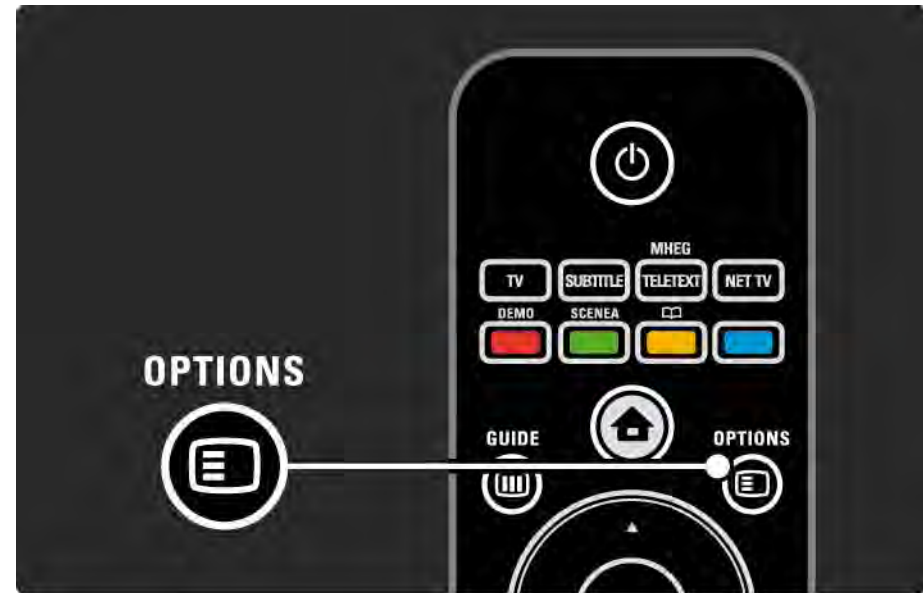 MHEG
TV SUBTITLE TELETEXT NET TV
DEMO SCENEA
OPTIONS
GUIDE OPTIONS